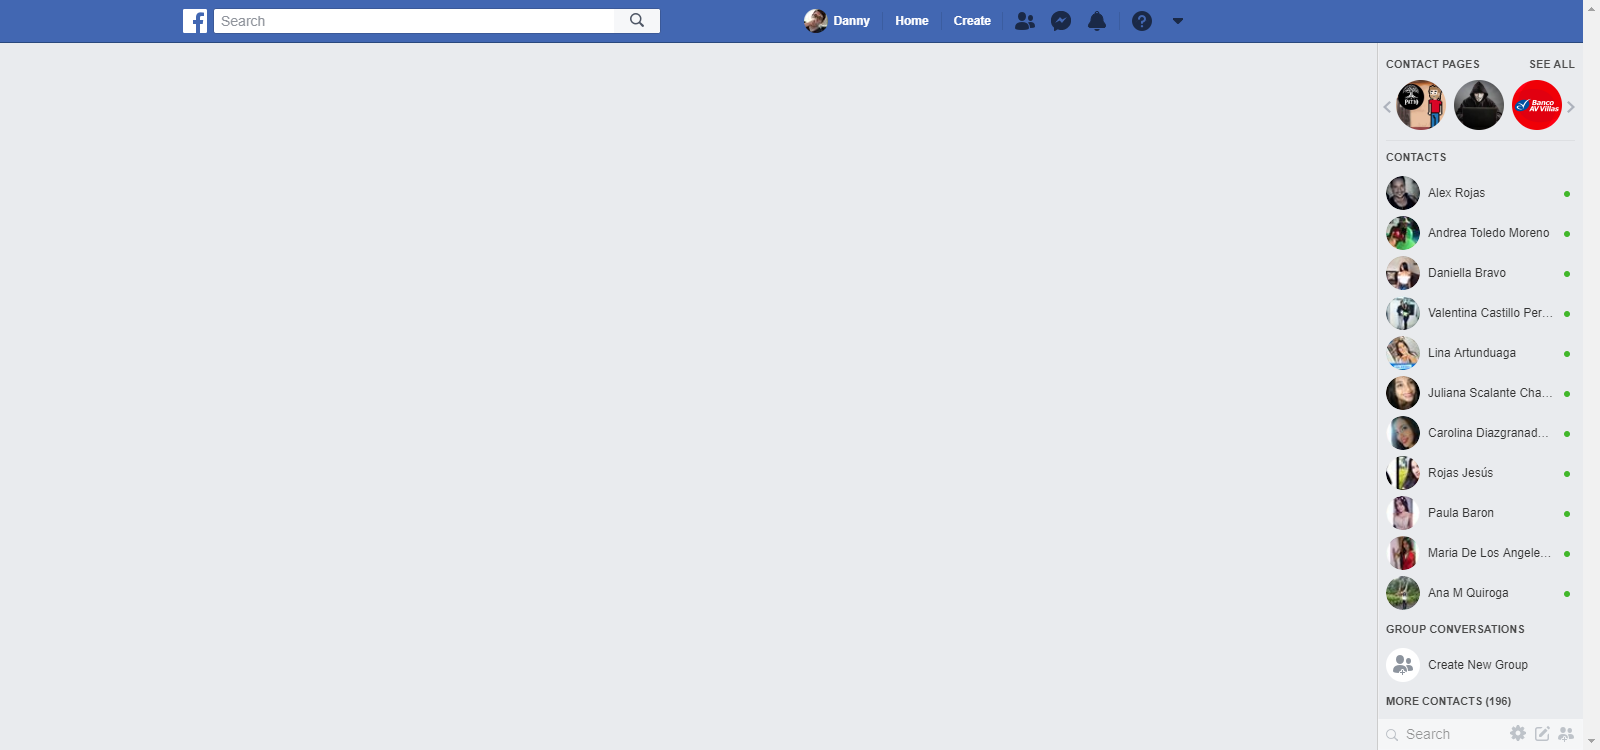 Search
Danny
Home
Create
CONTACT PAGES
SEE ALL
Banco
AV Villas
CONTACTS
Alex Rojas
Andrea Toledo Moreno
Daniella Bravo
Valentina Castillo Per...
Lina Artunduaga
Juliana Scalante Cha...
Carolina Diazgranad...
Rojas Jesús
Paula Baron
Maria De Los Angele...
Ana M Quiroga
GROUP CONVERSATIONS
Create New Group
MORE CONTACTS (196)
Search